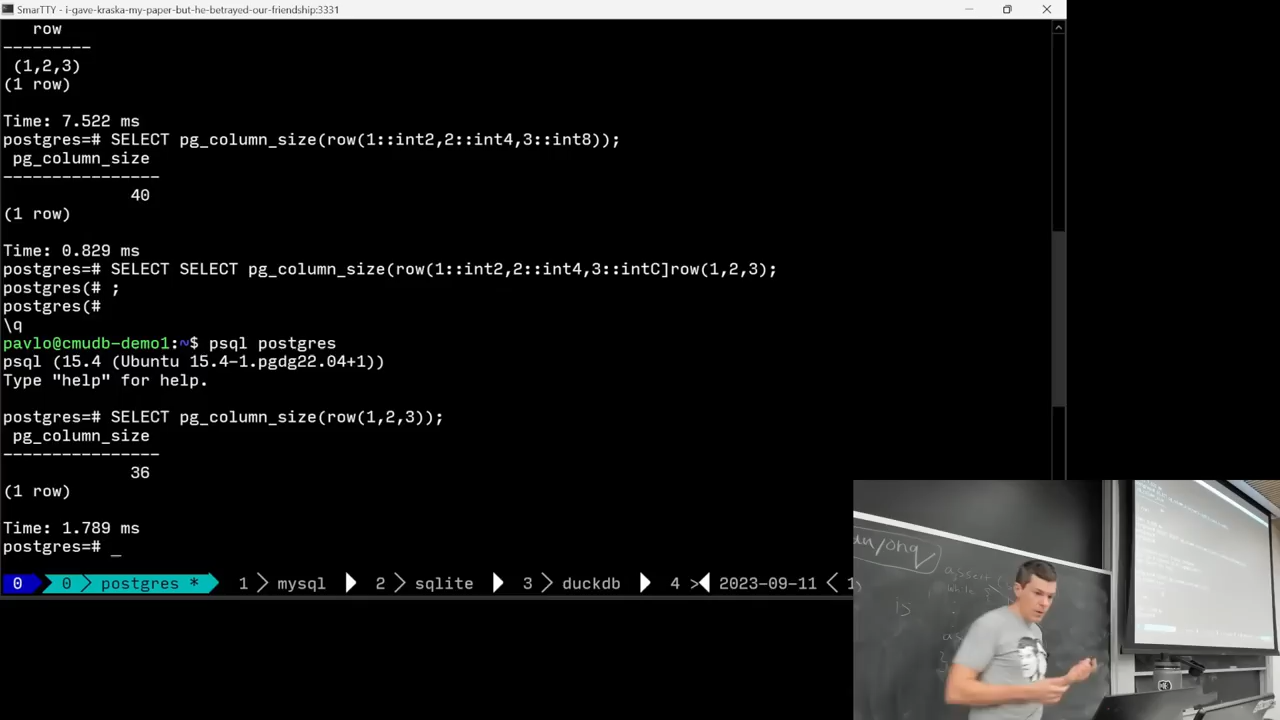 SmarTTY - i-gave-kraska-my-paper-but-he-betrayed-our-friendship:3331
row
---------
(1,2,3)
(1 row)
Time: 7.522 ms
postgres=# SELECT pg_column_size(row(1::int2,2::int4,3::int8));
pg_column_size
----------------
40
(1 row)
Time: 0.829 ms
postgres=# SELECT SELECT pg_column_size(row(1::int2,2::int4,3::intC]row(1,2,3);
postgres(# ;
postgres(#
\q
pavlo@cmudb-demo1:~$ psql postgres
psql (15.4 (Ubuntu 15.4-1.pgdg22.04+1))
Type "help" for help.
postgres=# SELECT pg_column_size(row(1,2,3));
pg_column_size
----------------
36
(1 row)
Time: 1.789 ms
postgres=# _
0 0 postgres * 1 mysql 2 sqlite 3 duckdb 4 > 2023-09-11 < 1
assert (
while {
is